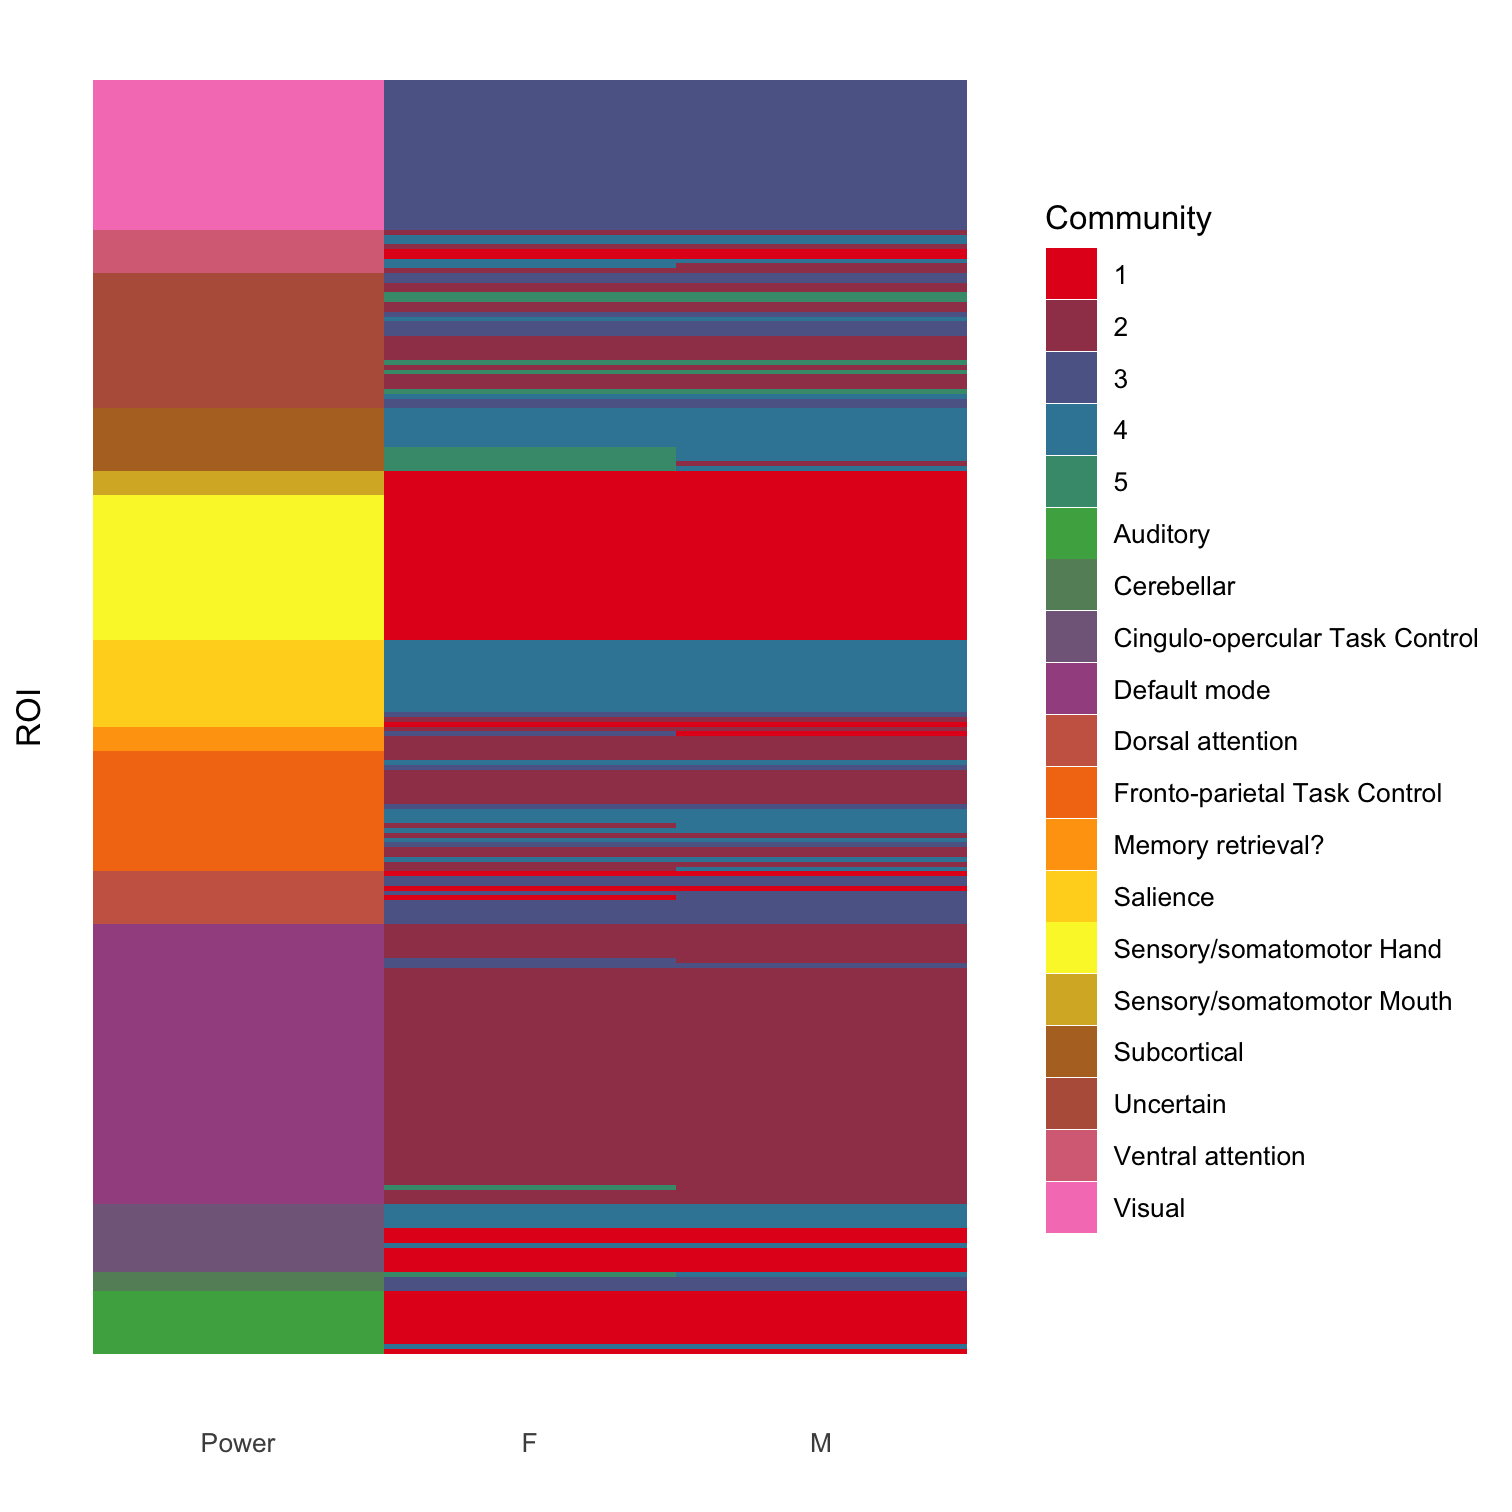 Community
1
2
3
4
5
Auditory
Cerebellar
Cingulo-opercular Task Control
Default mode
Dorsal attention
Fronto-parietal Task Control
Memory retrieval?
Salience
Sensory/somatomotor Hand
Sensory/somatomotor Mouth
Subcortical
Uncertain
Ventral attention
Visual
ROI
Power F M